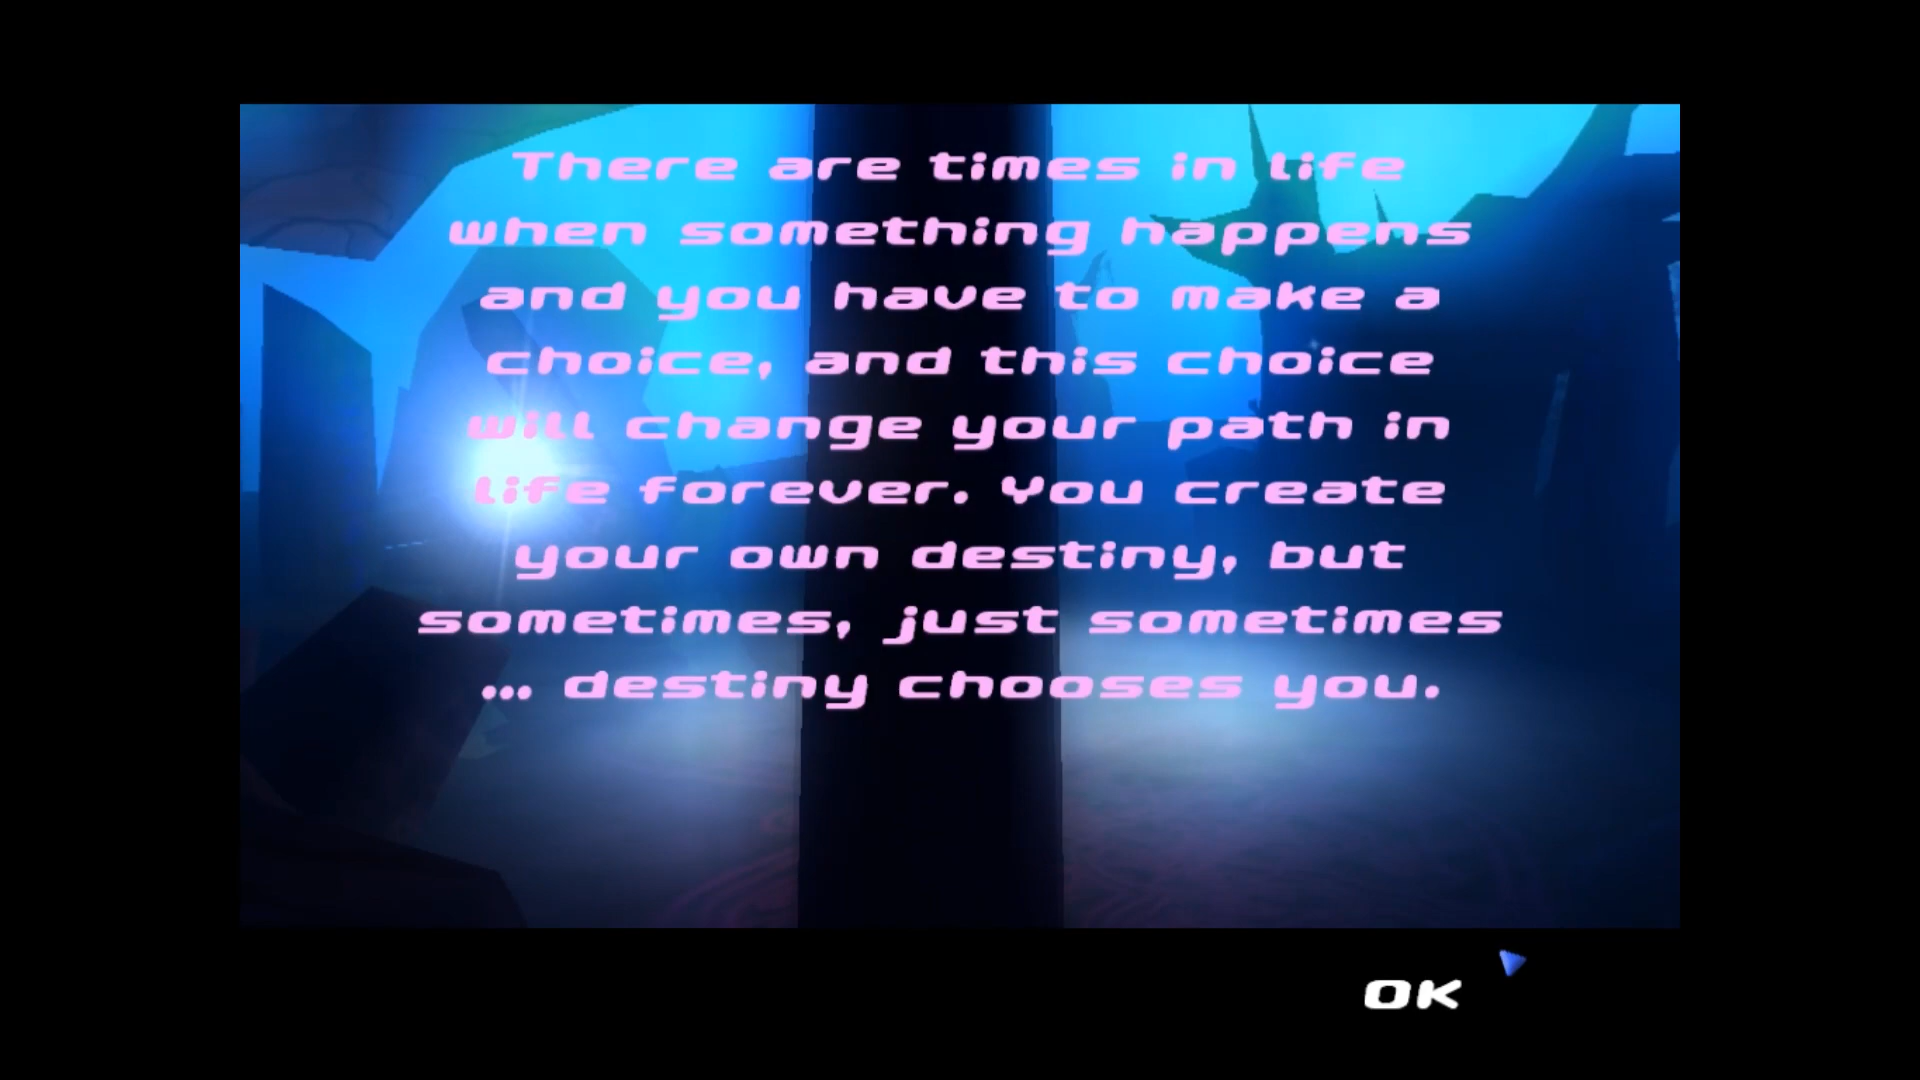 There are times in life
when something happens
and you have to make a
choice, and this choice
will change your path in
life forever. You create
your own destiny, but
sometimes, just sometimes
... destiny chooses you.
OK